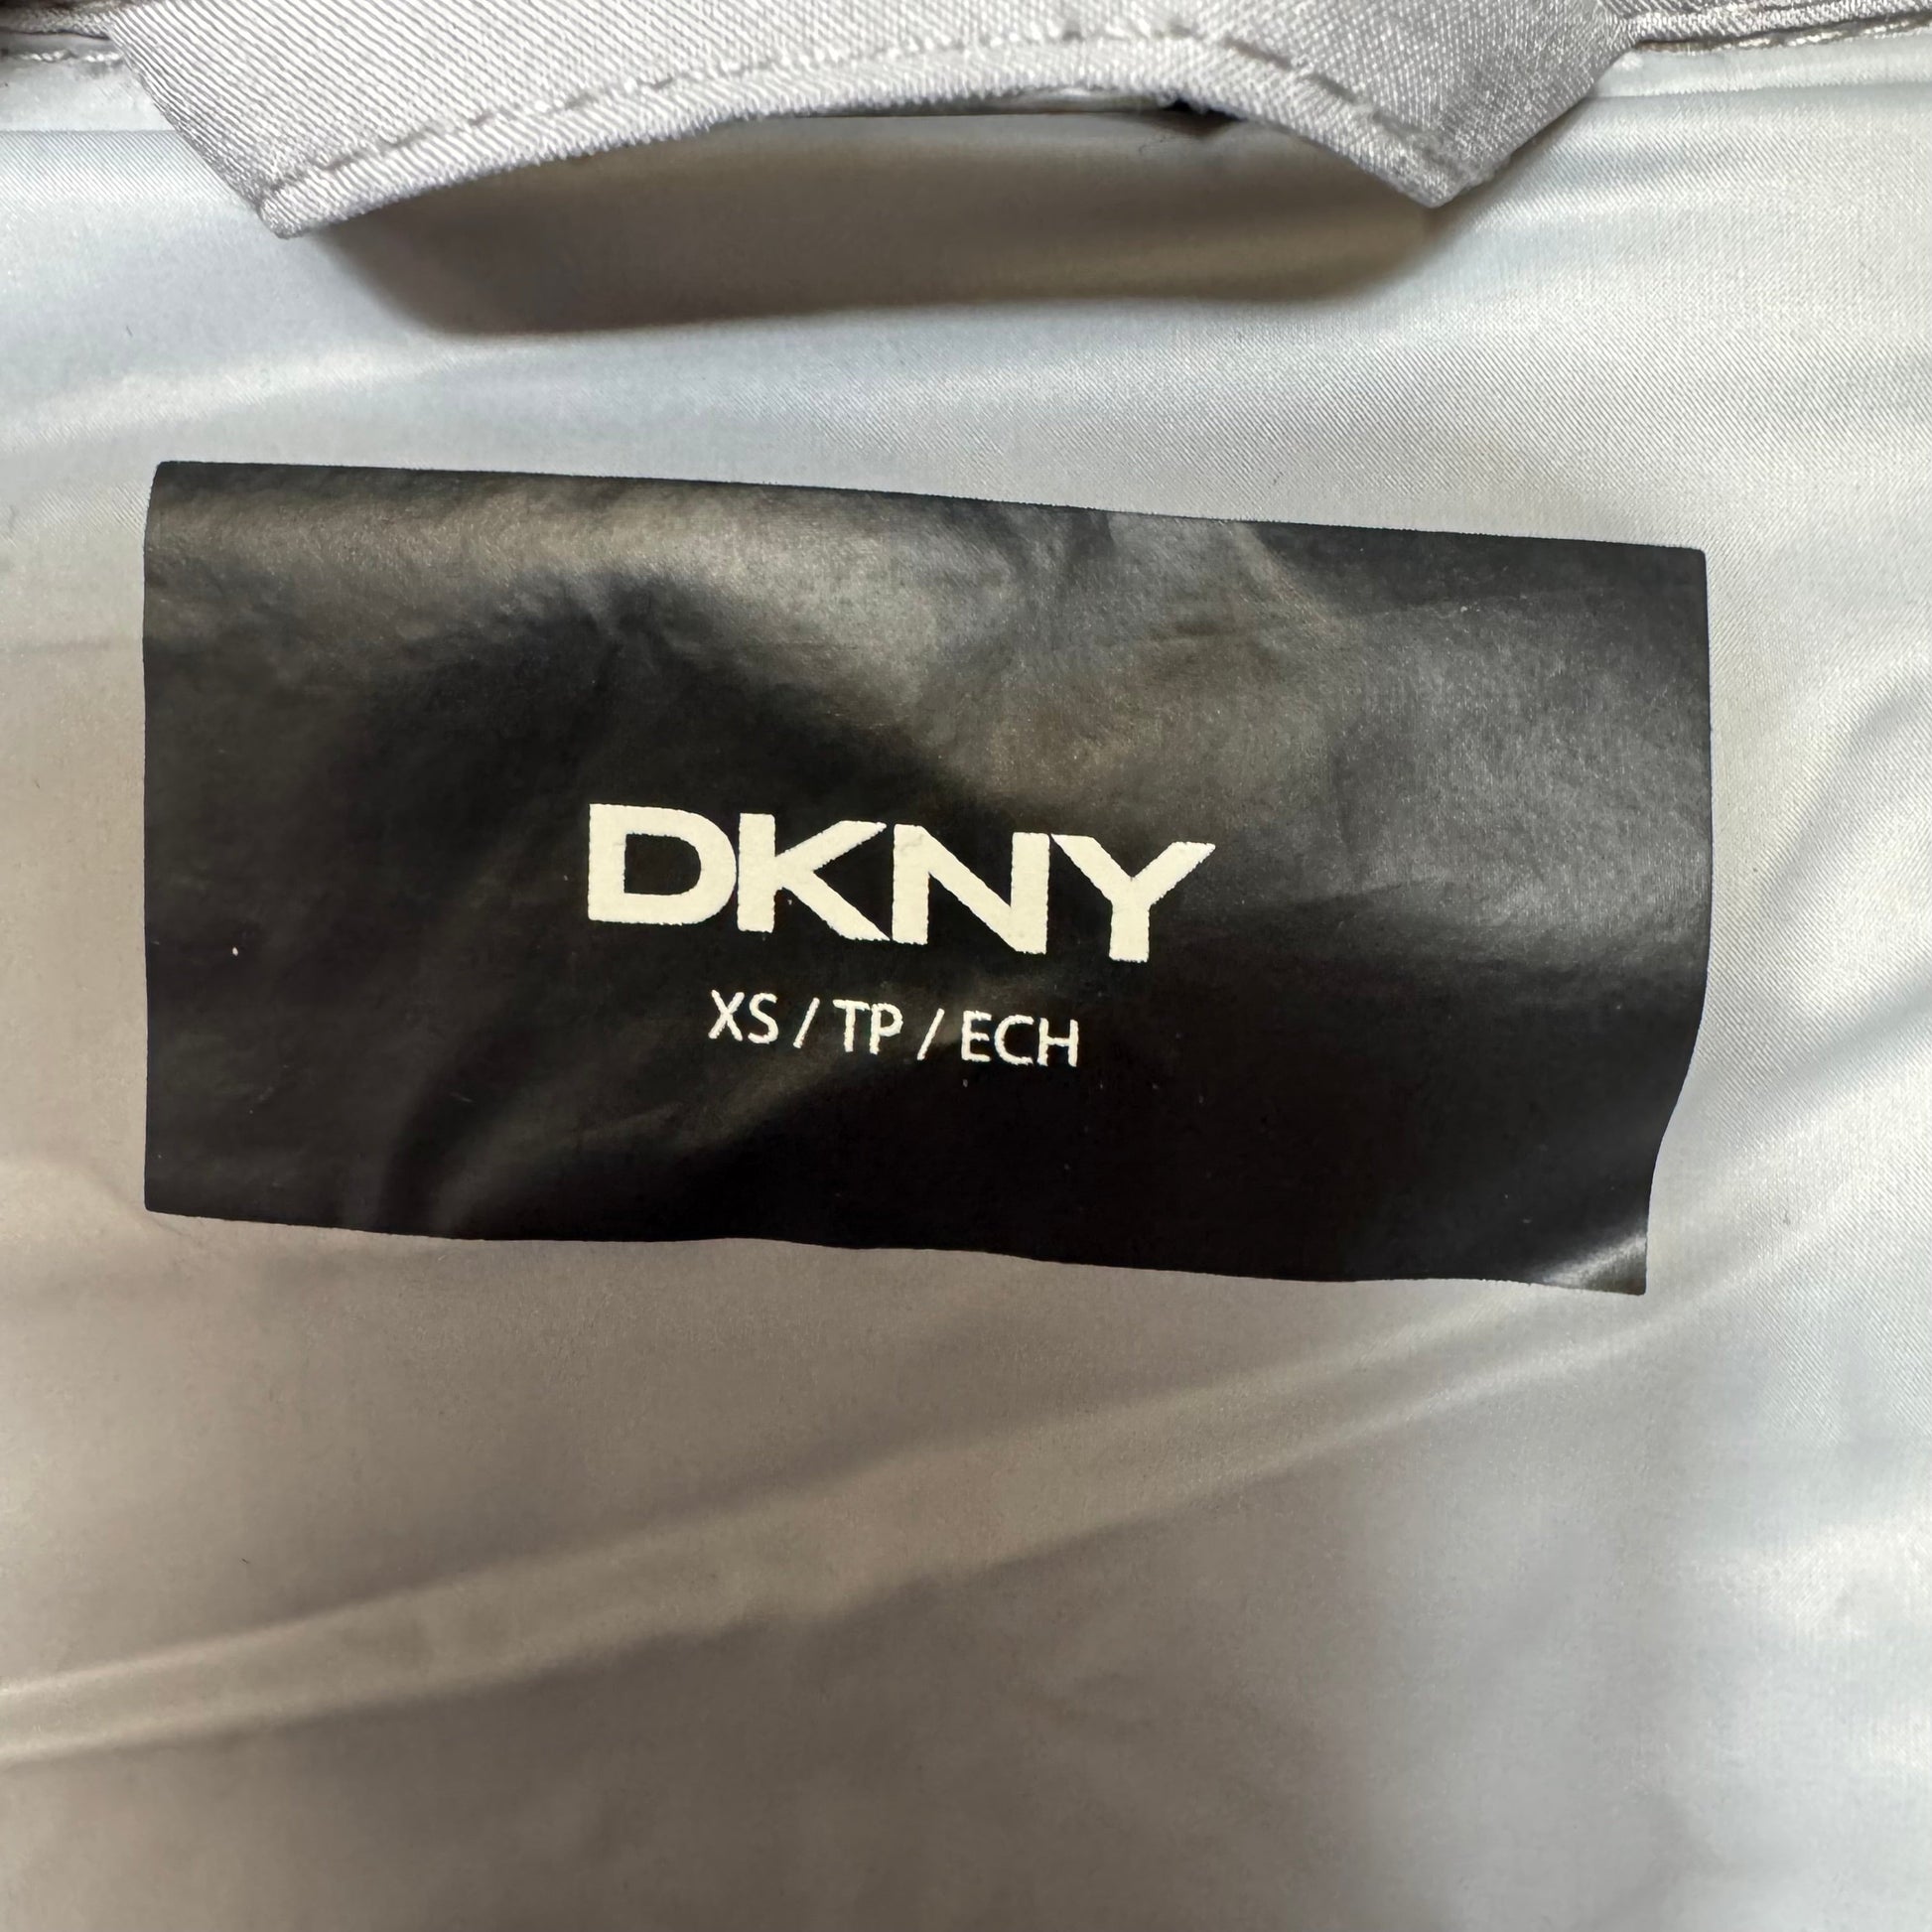 DKNY
XS / TP / ECH